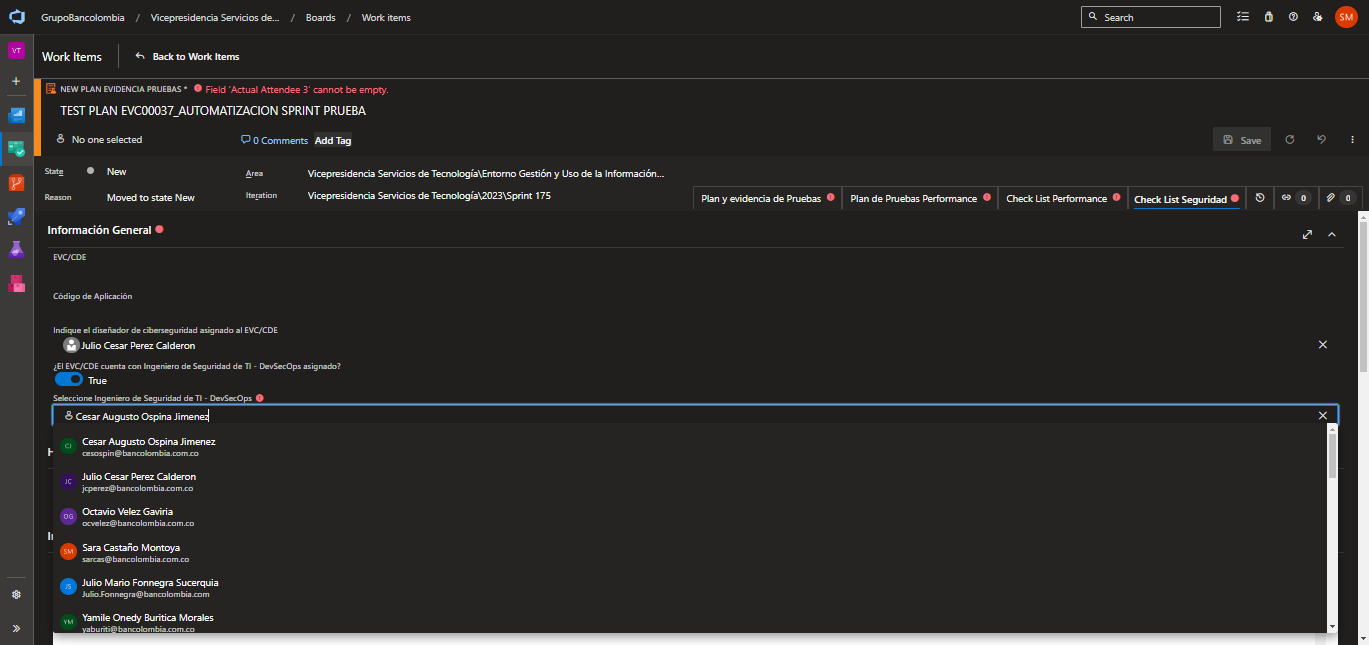 GrupoBancolombia / Vicepresidencia Servicios de... / Boards / Work items
Search
SM
VT
Work Items
Back to Work Items
NEW PLAN EVIDENCIA PRUEBAS * Field 'Actual Attendee 3' cannot be empty.
TEST PLAN EVC00037_AUTOMATIZACION SPRINT PRUEBA
No one selected
0 Comments
Add Tag
Save
State
New
Area
Vicepresidencia Servicios de Tecnología\Entorno Gestión y Uso de la Información...
Reason
Moved to state New
Iteration
Vicepresidencia Servicios de Tecnología\2023\Sprint 175
Plan y evidencia de Pruebas
Plan de Pruebas Performance
Check List Performance
Check List Seguridad
0
0
Información General
EVC/CDE
Código de Aplicación
Indique el diseñador de ciberseguridad asignado al EVC/CDE
Julio Cesar Perez Calderon
¿El EVC/CDE cuenta con Ingeniero de Seguridad de TI - DevSecOps asignado?
True
Seleccione Ingeniero de Seguridad de TI - DevSecOps
Cesar Augusto Ospina Jimenez
CJ
Cesar Augusto Ospina Jimenez
cesospin@bancolombia.com.co
JC
Julio Cesar Perez Calderon
jcperez@bancolombia.com.co
OG
Octavio Velez Gaviria
ocvelez@bancolombia.com.co
SM
Sara Castaño Montoya
sarcas@bancolombia.com.co
JS
Julio Mario Fonnegra Sucerquia
Julio.Fonnegra@bancolombia.com
YM
Yamile Onedy Buritica Morales
yaburiti@bancolombia.com.co